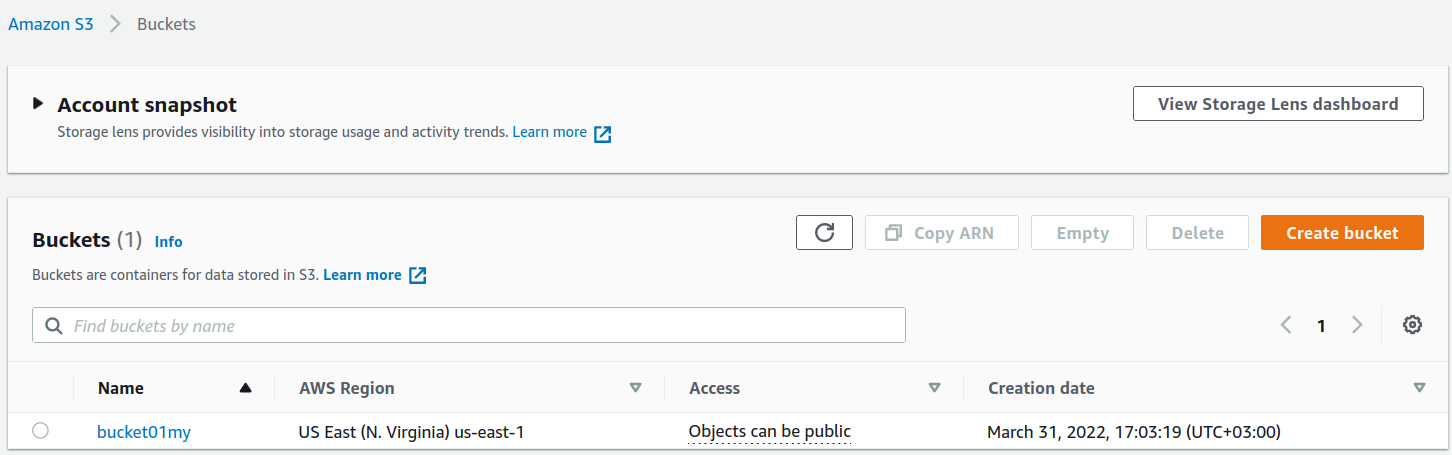 Amazon S3 Buckets
Account snapshot
View Storage Lens dashboard
Storage lens provides visibility into storage usage and activity trends. Learn more
Buckets (1) Info
Copy ARN Empty Delete Create bucket
Buckets are containers for data stored in S3. Learn more
Find buckets by name
1
Name AWS Region Access Creation date
bucket01my US East (N. Virginia) us-east-1 Objects can be public March 31, 2022, 17:03:19 (UTC+03:00)